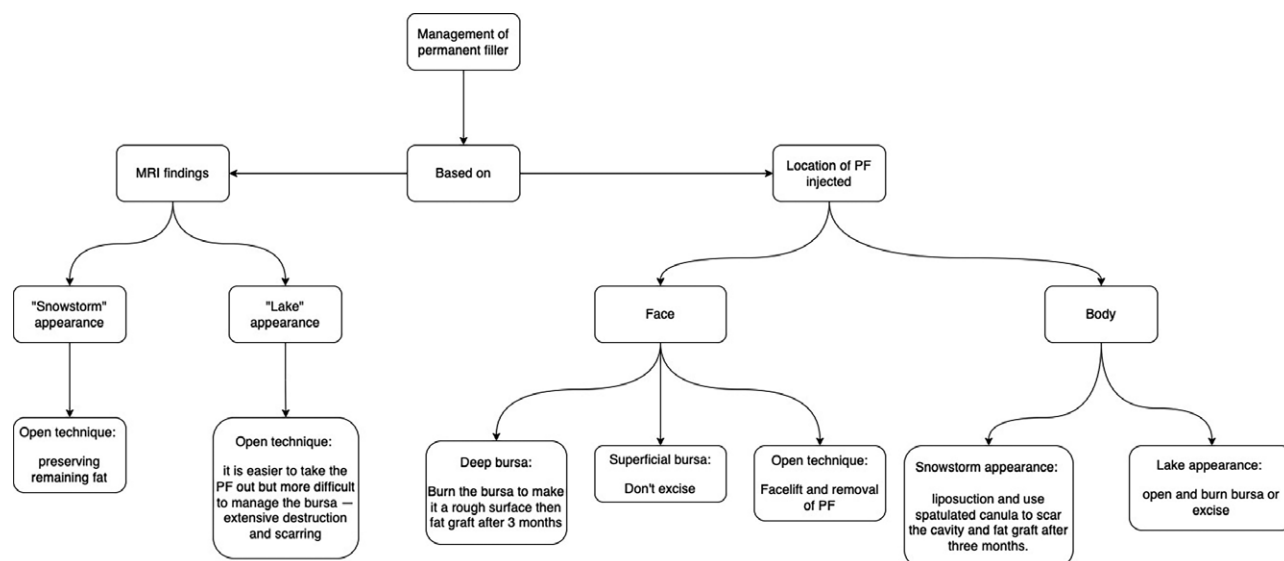 Management of
permanent filler
MRI findings
Based on
Location of PF
injected
"Snowstorm"
appearance
"Lake"
appearance
Face
Body
Open technique:
preserving
remaining fat
Open technique:
it is easier to take the
PF out but more difficult
to manage the bursa —
extensive destruction
and scarring
Deep bursa:
Burn the bursa to make
it a rough surface then
fat graft after 3 months
Superficial bursa:
Don't excise
Open technique:
Facelift and removal
of PF
Snowstorm appearance:
liposuction and use
spatulated canula to scar
the cavity and fat graft after
three months.
Lake appearance:
open and burn bursa or
excise